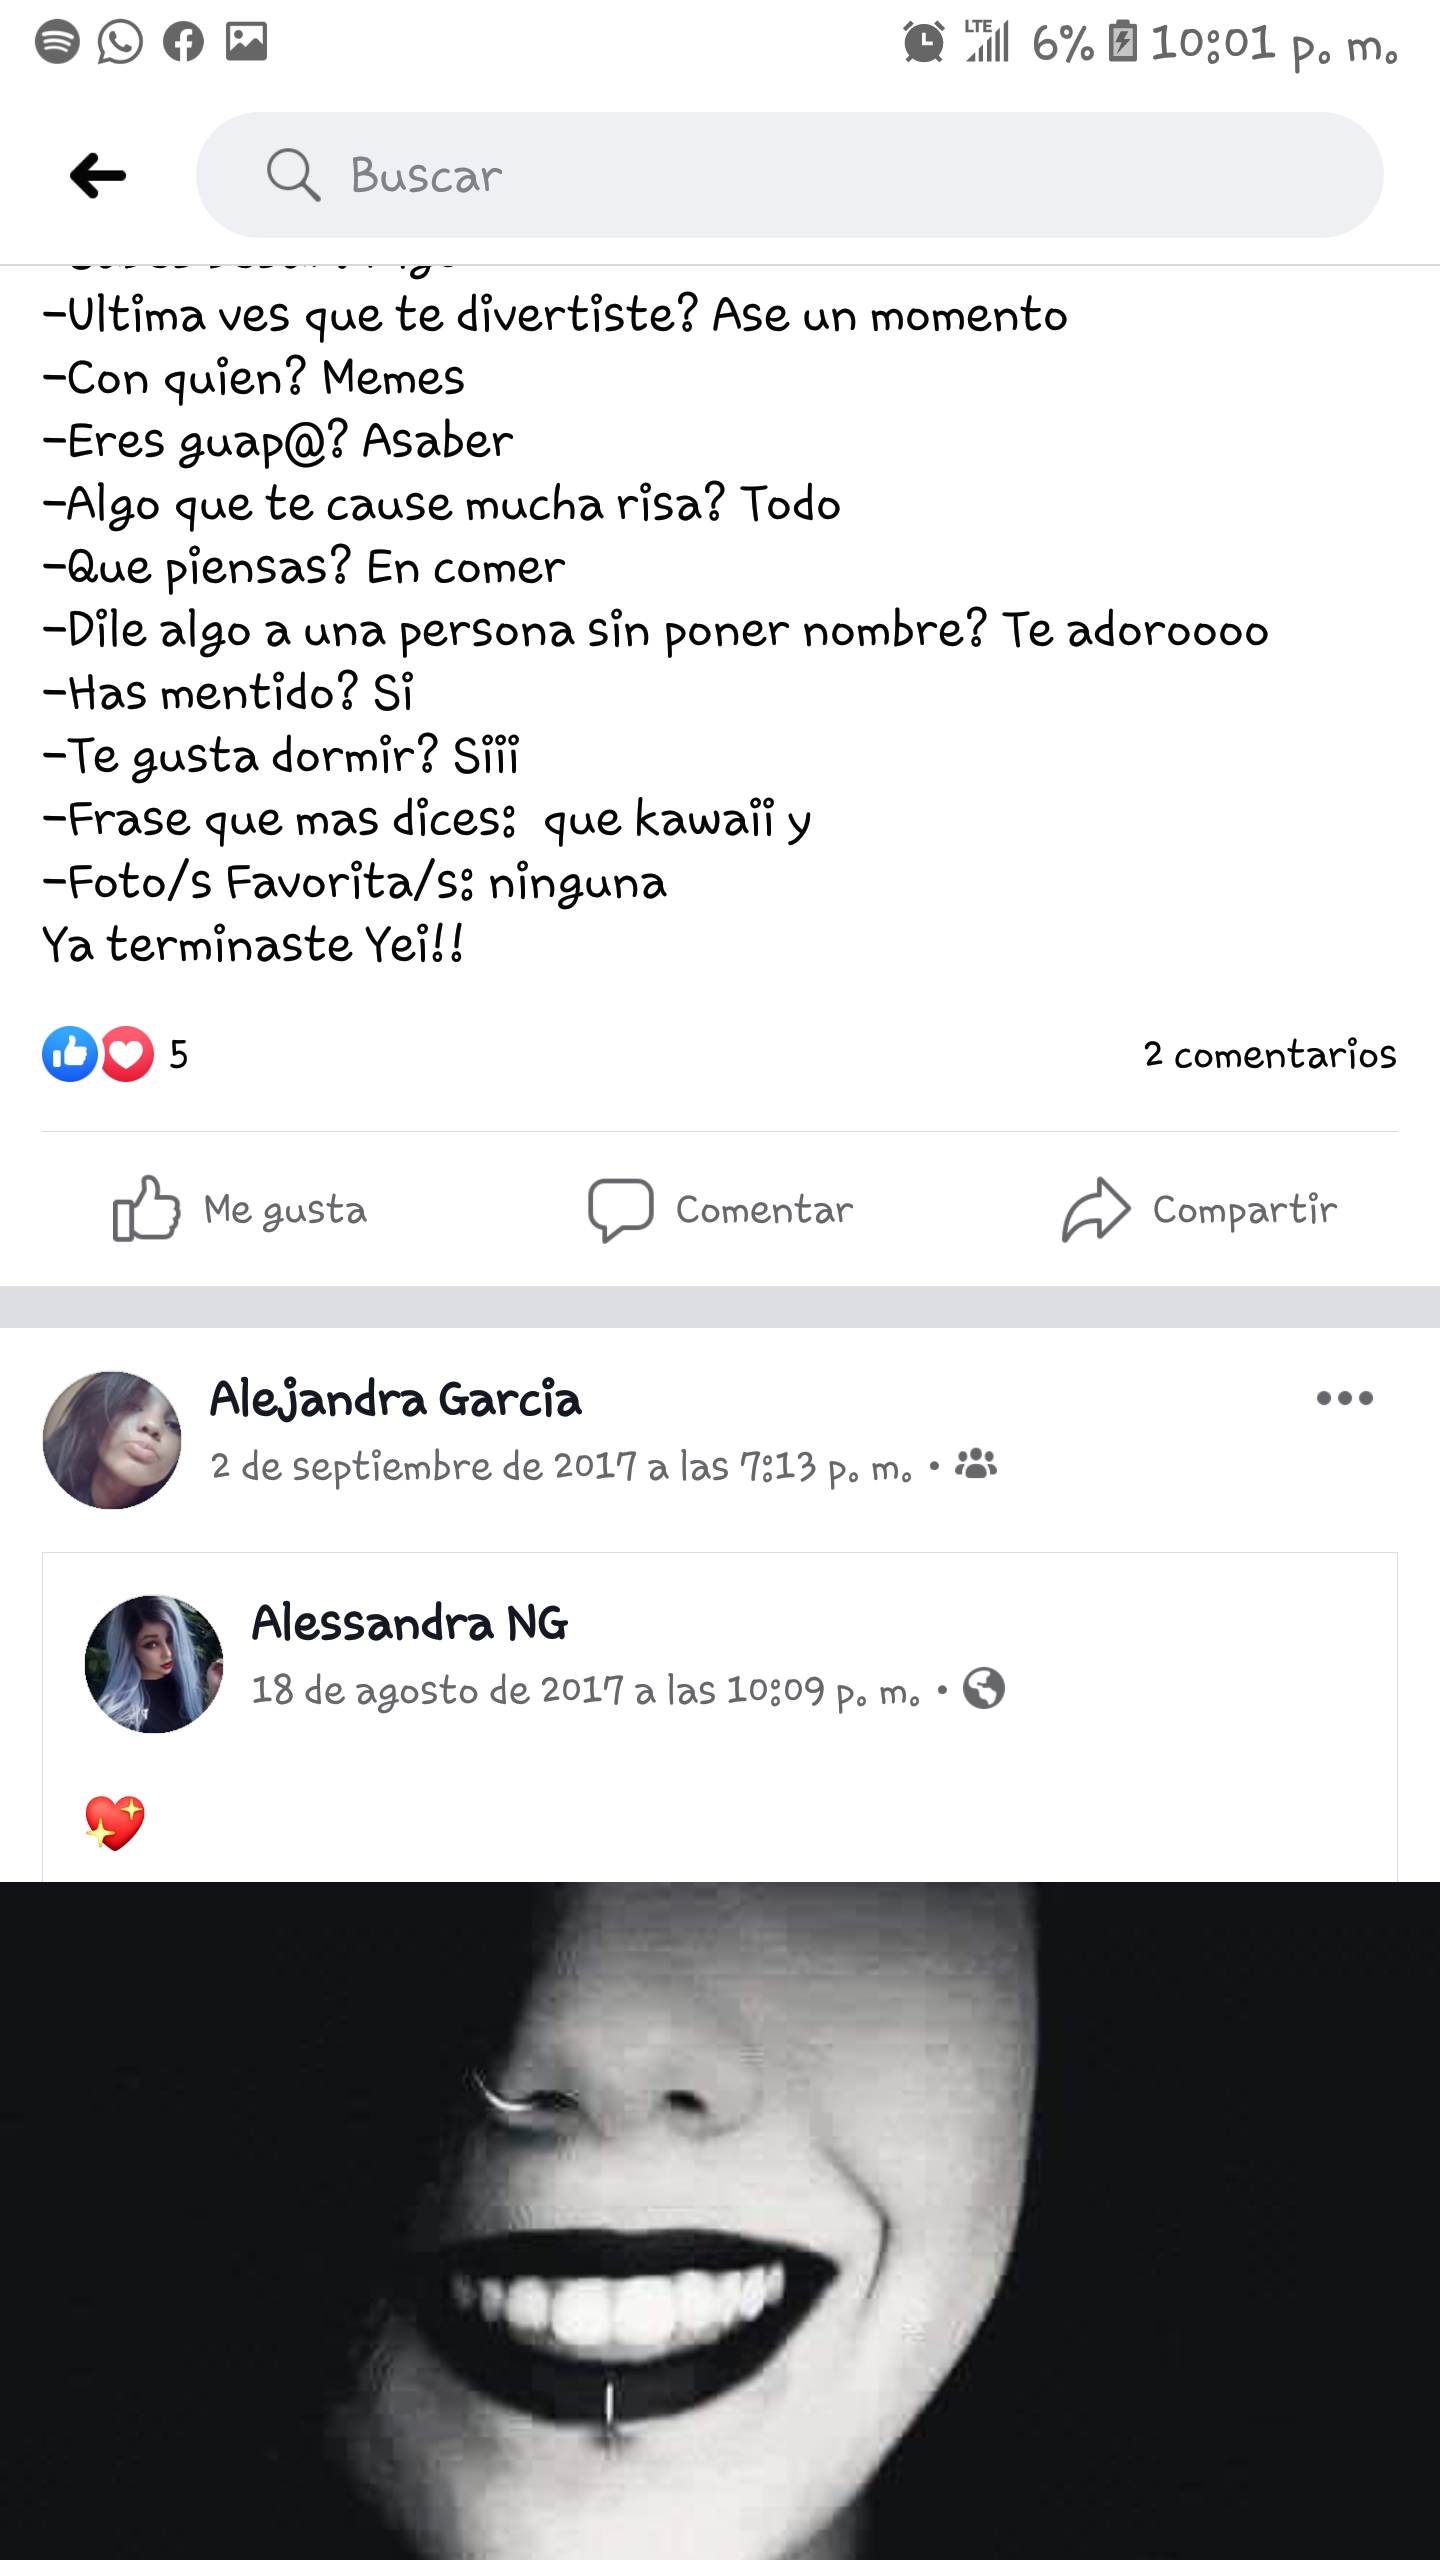 LTE 6% 10:01 p. m.
Buscar
-Ultima ves que te divertiste? Ase un momento
-Con quien? Memes
-Eres guap@? Asaber
-Algo que te cause mucha risa? Todo
-Que piensas? En comer
-Dile algo a una persona sin poner nombre? Te adoroooo
-Has mentido? Si
-Te gusta dormir? Siii
-Frase que mas dices:  que kawaii y
-Foto/s Favorita/s: ninguna
Ya terminaste Yei!!
5 2 comentarios
Me gusta Comentar Compartir
Alejandra Garcia
2 de septiembre de 2017 a las 7:13 p. m. •
Alessandra NG
18 de agosto de 2017 a las 10:09 p. m. •